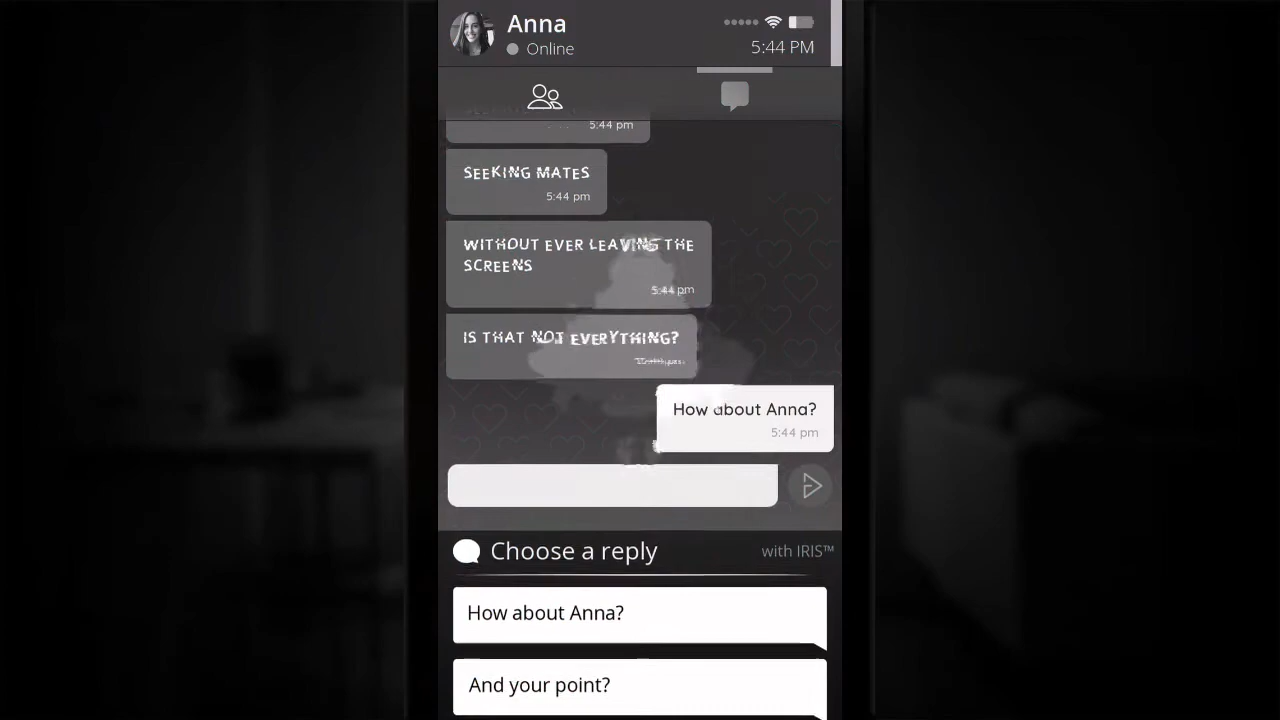 Anna
Online
5:44 PM
5:44 pm
SEEKING MATES
5:44 pm
WITHOUT EVER LEAVING THE
SCREENS
5:44 pm
IS THAT NOT EVERYTHING?
How about Anna?
5:44 pm
Choose a reply
with IRIS™
How about Anna?
And your point?